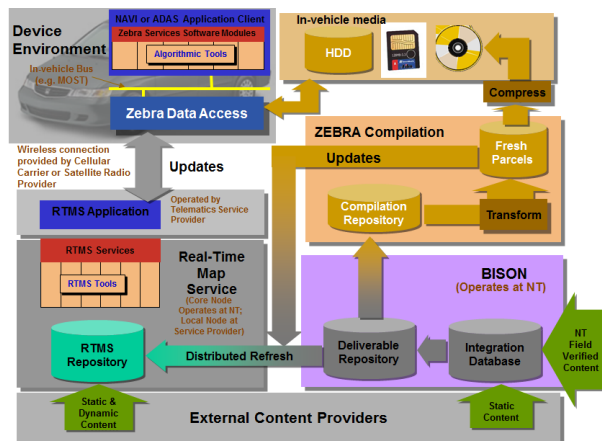 Device
Environment
NAVI or ADAS Application Client
Zebra Services Software Modules
Algorithmic Tools
In-vehicle Bus
(e.g. MOST)
Zebra Data Access
In-vehicle media
HDD
Compress
Wireless connection
provided by Cellular
Carrier or Satellite Radio
Provider
Updates
ZEBRA Compilation
Updates
Fresh
Parcels
Compilation
Repository
Transform
RTMS Application
Operated by
Telematics Service
Provider
RTMS Services
RTMS Tools
Real-Time
Map
Service
(Core Node
Operates at NT;
Local Node at
Service Provider)
RTMS
Repository
Distributed Refresh
BISON
(Operates at NT)
Deliverable
Repository
Integration
Database
NT
Field
Verified
Content
Static &
Dynamic
Content
External Content Providers
Static
Content